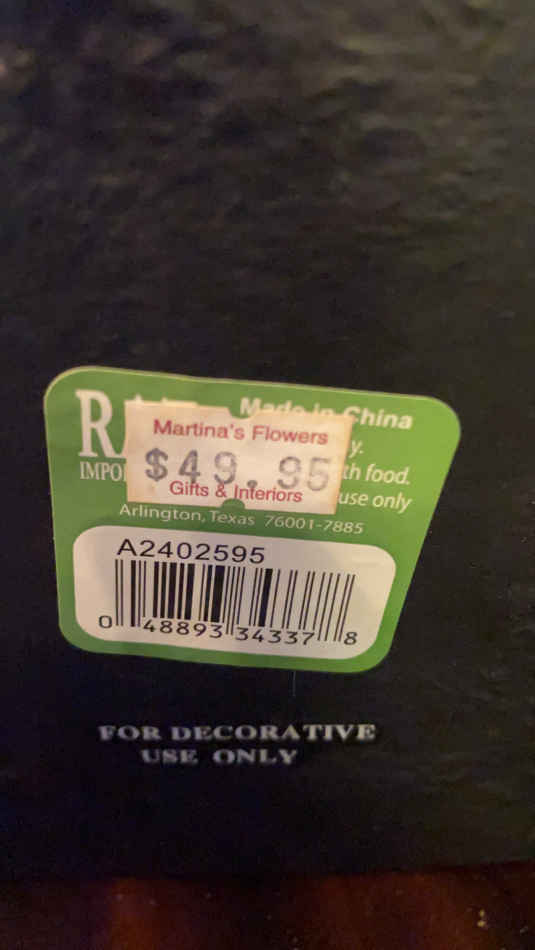 Made in China
Martina's Flowers
y.
$49.95
th food.
IMPO
Gifts & Interiors
use only
Arlington, Texas 76001-7885
A2402595
0 48893 34337 8
FOR DECORATIVE
USE ONLY